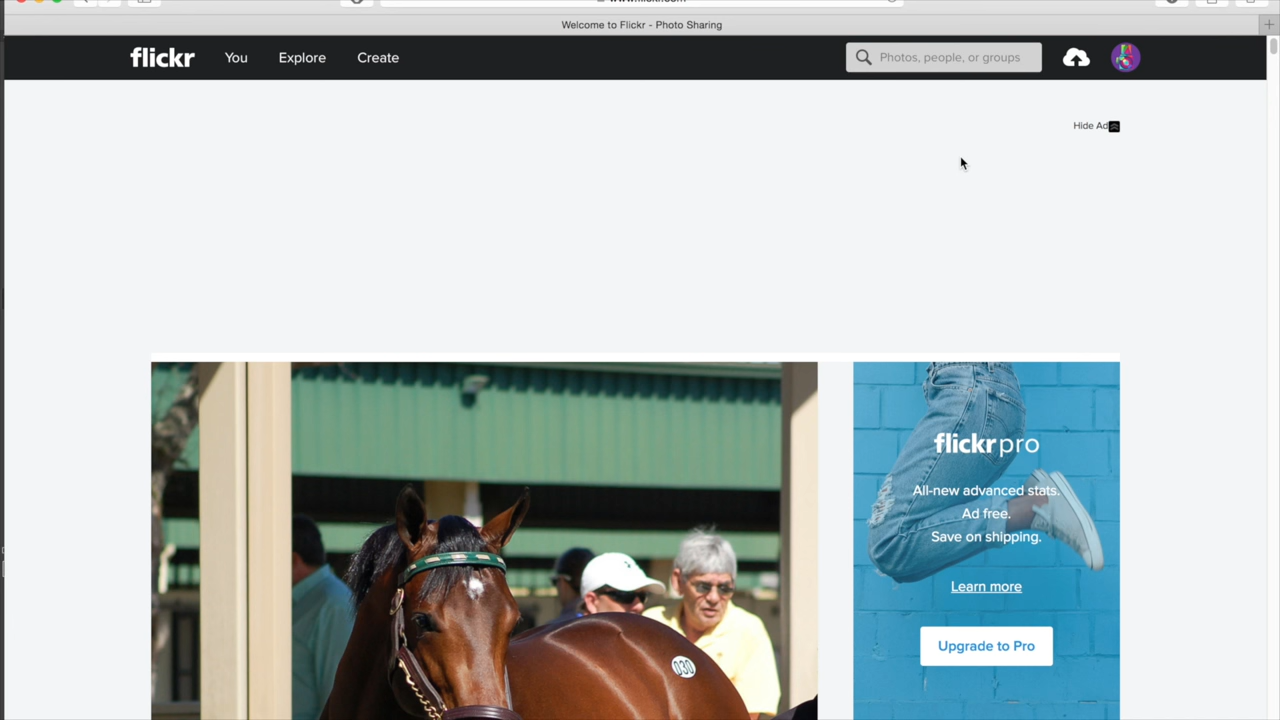 Welcome to Flickr - Photo Sharing
flickr You Explore Create Photos, people, or groups
Hide Ad
flickr pro
All-new advanced stats.
Ad free.
Save on shipping.
Learn more
Upgrade to Pro
030